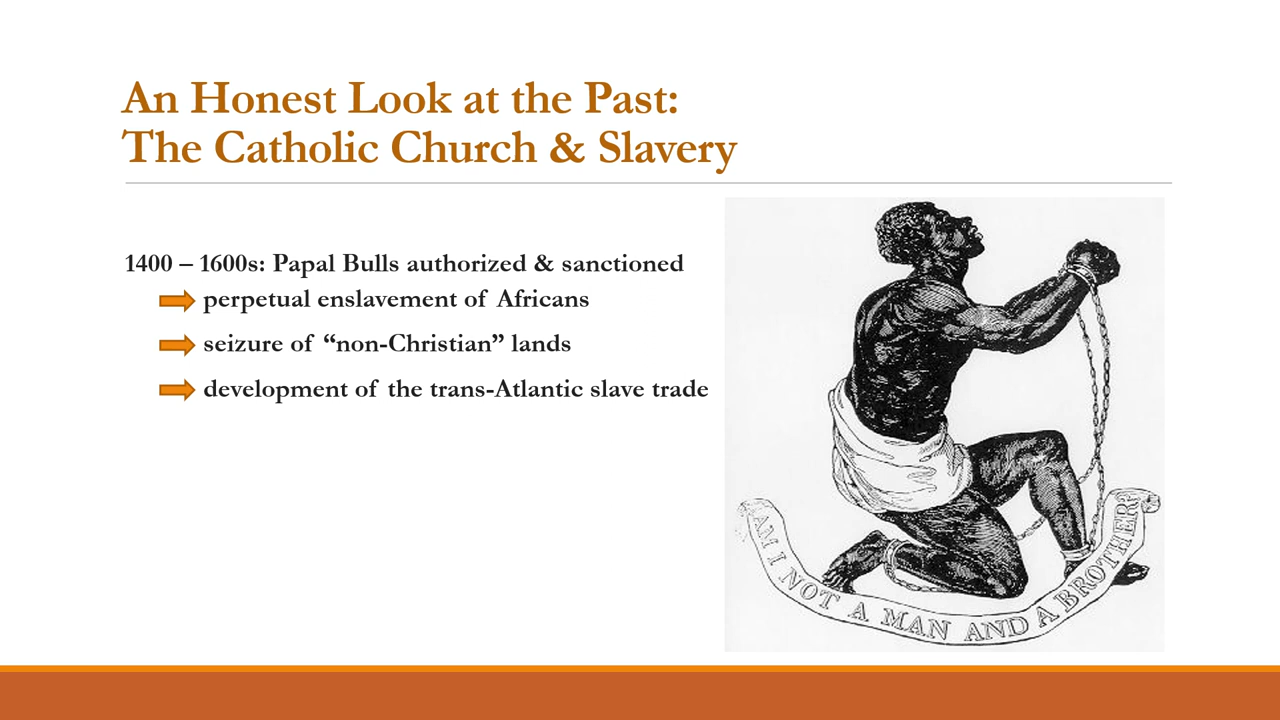 An Honest Look at the Past:
The Catholic Church & Slavery
1400 – 1600s: Papal Bulls authorized & sanctioned
perpetual enslavement of Africans
seizure of “non-Christian” lands
development of the trans-Atlantic slave trade
AM I NOT A MAN AND A BROTHER?